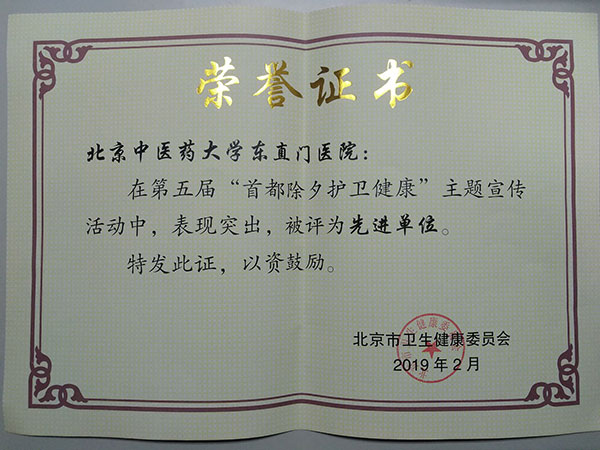 荣誉证书
北京中医药大学东直门医院：
在第五届“首都除夕护卫健康”主题宣传
活动中，表现突出，被评为先进单位。
特发此证，以资鼓励。
北京市卫生健康委员会
2019年2月